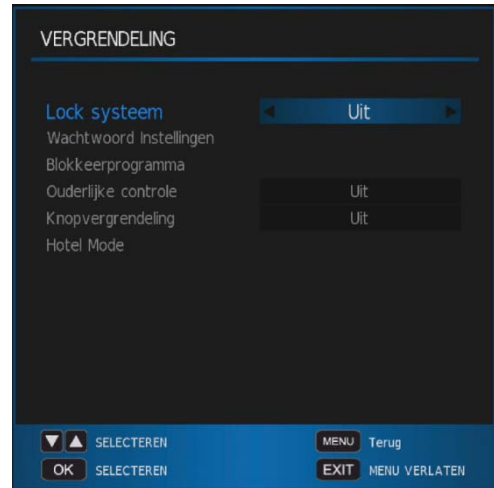 VERGRENDELING
Lock systeem Uit
Wachtwoord Instellingen
Blokkeerprogramma
Ouderlijke controle Uit
Knopvergrendeling Uit
Hotel Mode
SELECTEREN MENU Terug
OK SELECTEREN EXIT MENU VERLATEN